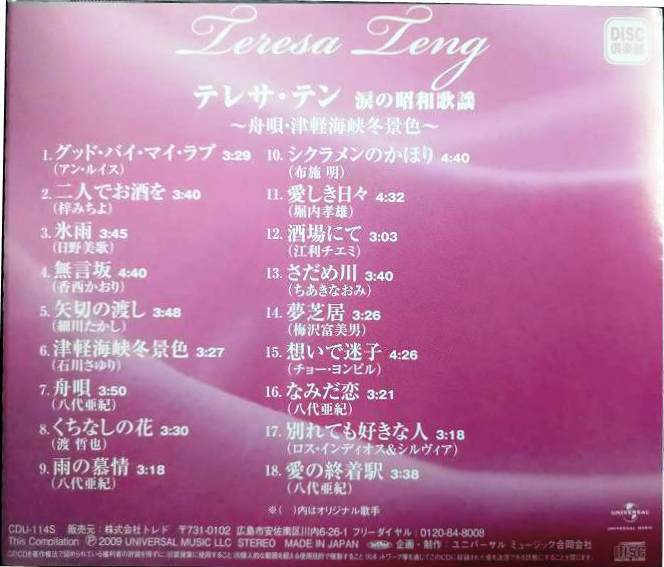 Teresa Teng
DISC
倶楽部
テレサ・テン 涙の昭和歌謡
～舟唄・津軽海峡冬景色～
1. グッド・バイ・マイ・ラブ 3:29
(アン・ルイス)
2. 二人でお酒を 3:40
(梓みちよ)
3. 氷雨 3:45
(日野美歌)
4. 無言坂 4:40
(香西かおり)
5. 矢切の渡し 3:48
(細川たかし)
6. 津軽海峡冬景色 3:27
(石川さゆり)
7. 舟唄 3:50
(八代亜紀)
8. くちなしの花 3:30
(渡 哲也)
9. 雨の慕情 3:18
(八代亜紀)
10. シクラメンのかほり 4:40
(布施 明)
11. 愛しき日々 4:32
(堀内孝雄)
12. 酒場にて 3:03
(江利チエミ)
13. さだめ川 3:40
(ちあきなおみ)
14. 夢芝居 3:26
(梅沢富美男)
15. 想いで迷子 4:26
(チョー・ヨンピル)
16. なみだ恋 3:21
(八代亜紀)
17. 別れても好きな人 3:18
(ロス・インディオス&シルヴィア)
18. 愛の終着駅 3:38
(八代亜紀)
※( )内はオリジナル歌手
UNIVERSAL
UNIVERSAL MUSIC
CDU-114S 販売元：株式会社トレド 〒731-0102 広島市安佐南区川内6-26-1 フリーダイヤル：0120-84-8008
This Compilation Ⓟ 2009 UNIVERSAL MUSIC LLC STEREO MADE IN JAPAN 企画・制作：ユニバーサル ミュージック合同会社